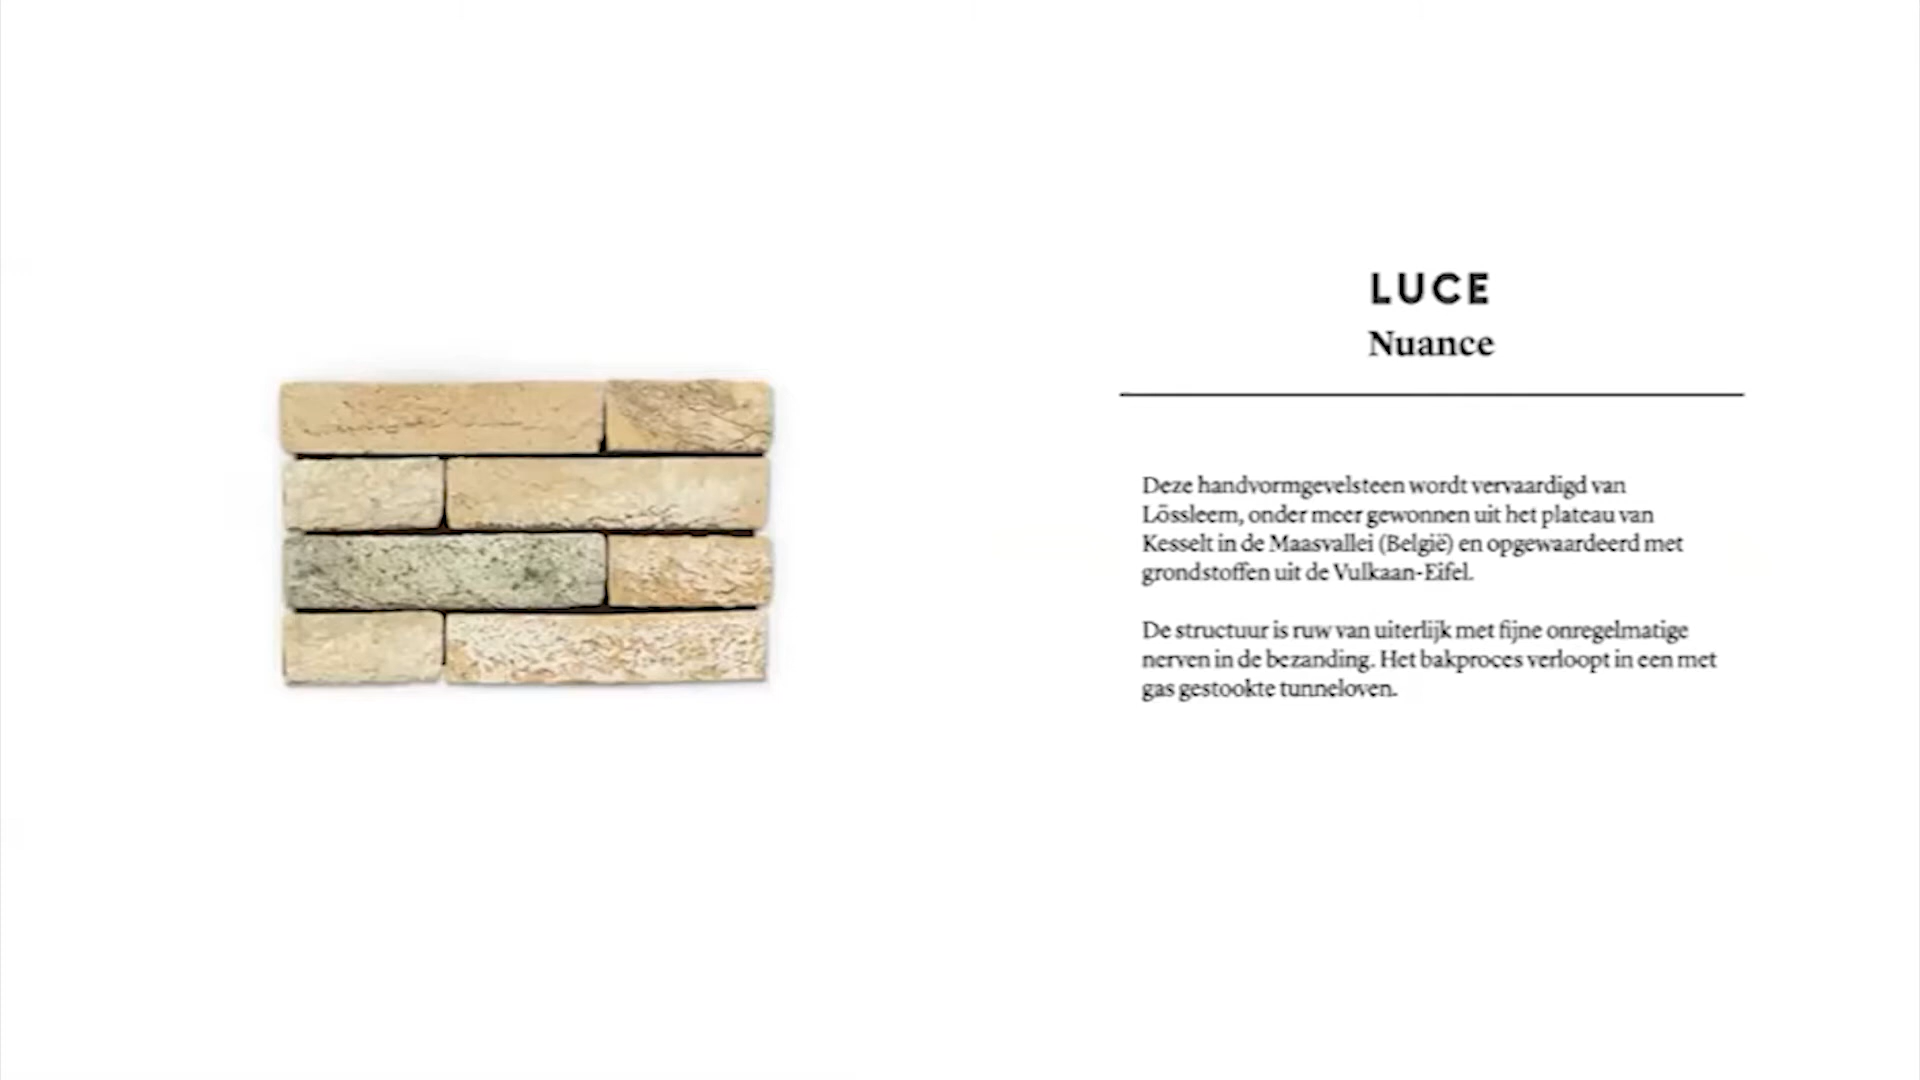 LUCE
Nuance
Deze handvormgevelsteen wordt vervaardigd van
Lössleem, onder meer gewonnen uit het plateau van
Kesselt in de Maasvallei (België) en opgewaardeerd met
grondstoffen uit de Vulkaan-Eifel.
De structuur is ruw van uiterlijk met fijne onregelmatige
nerven in de bezanding. Het bakproces verloopt in een met
gas gestookte tunneloven.